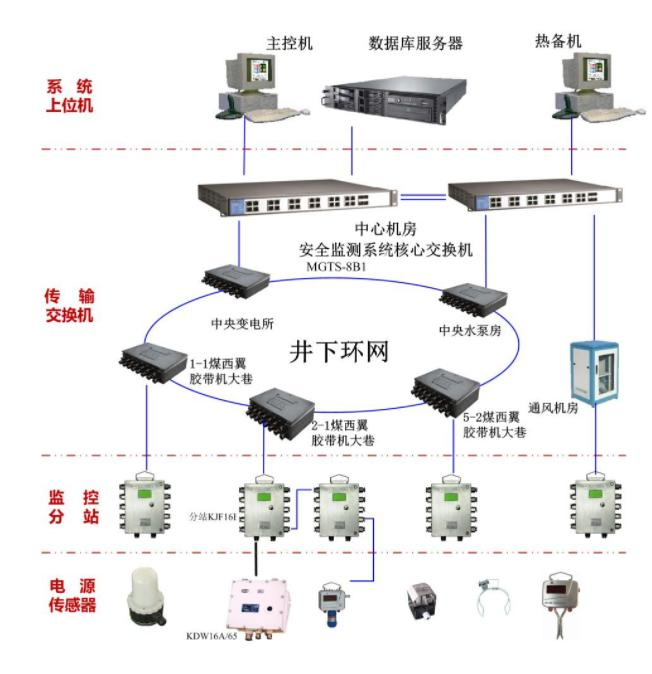 主控机
数据库服务器
热备机
系 统
上位机
中心机房
安全监测系统核心交换机
MGTS-8B1
传 输
交换机
中央变电所
中央水泵房
井下环网
1-1煤西翼
胶带机大巷
2-1煤西翼
胶带机大巷
5-2煤西翼
胶带机大巷
通风机房
监 控
分 站
分站KJF16B
电 源
传感器
KDW16A/65